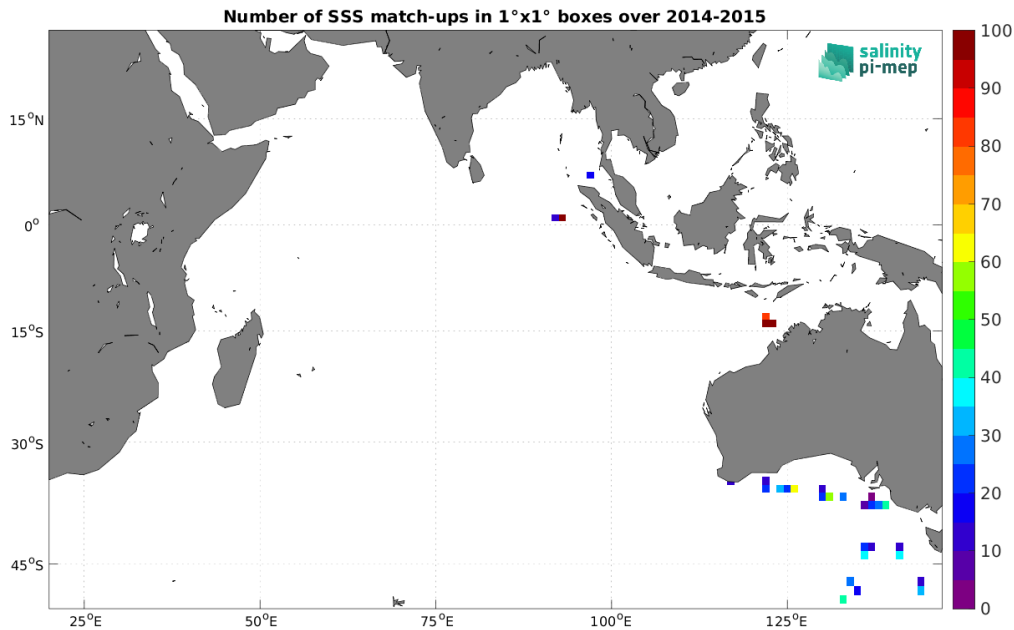 Number of SSS match-ups in 1°x1° boxes over 2014-2015
salinity
pi-mep
15°N
0°
15°S
30°S
45°S
25°E
50°E
75°E
100°E
125°E
100
90
80
70
60
50
40
30
20
10
0